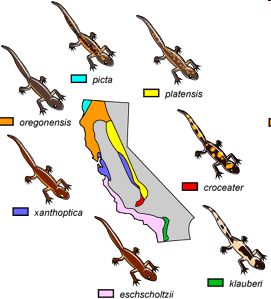 picta
platensis
oregonensis
croceater
xanthoptica
klauberi
eschscholtzii